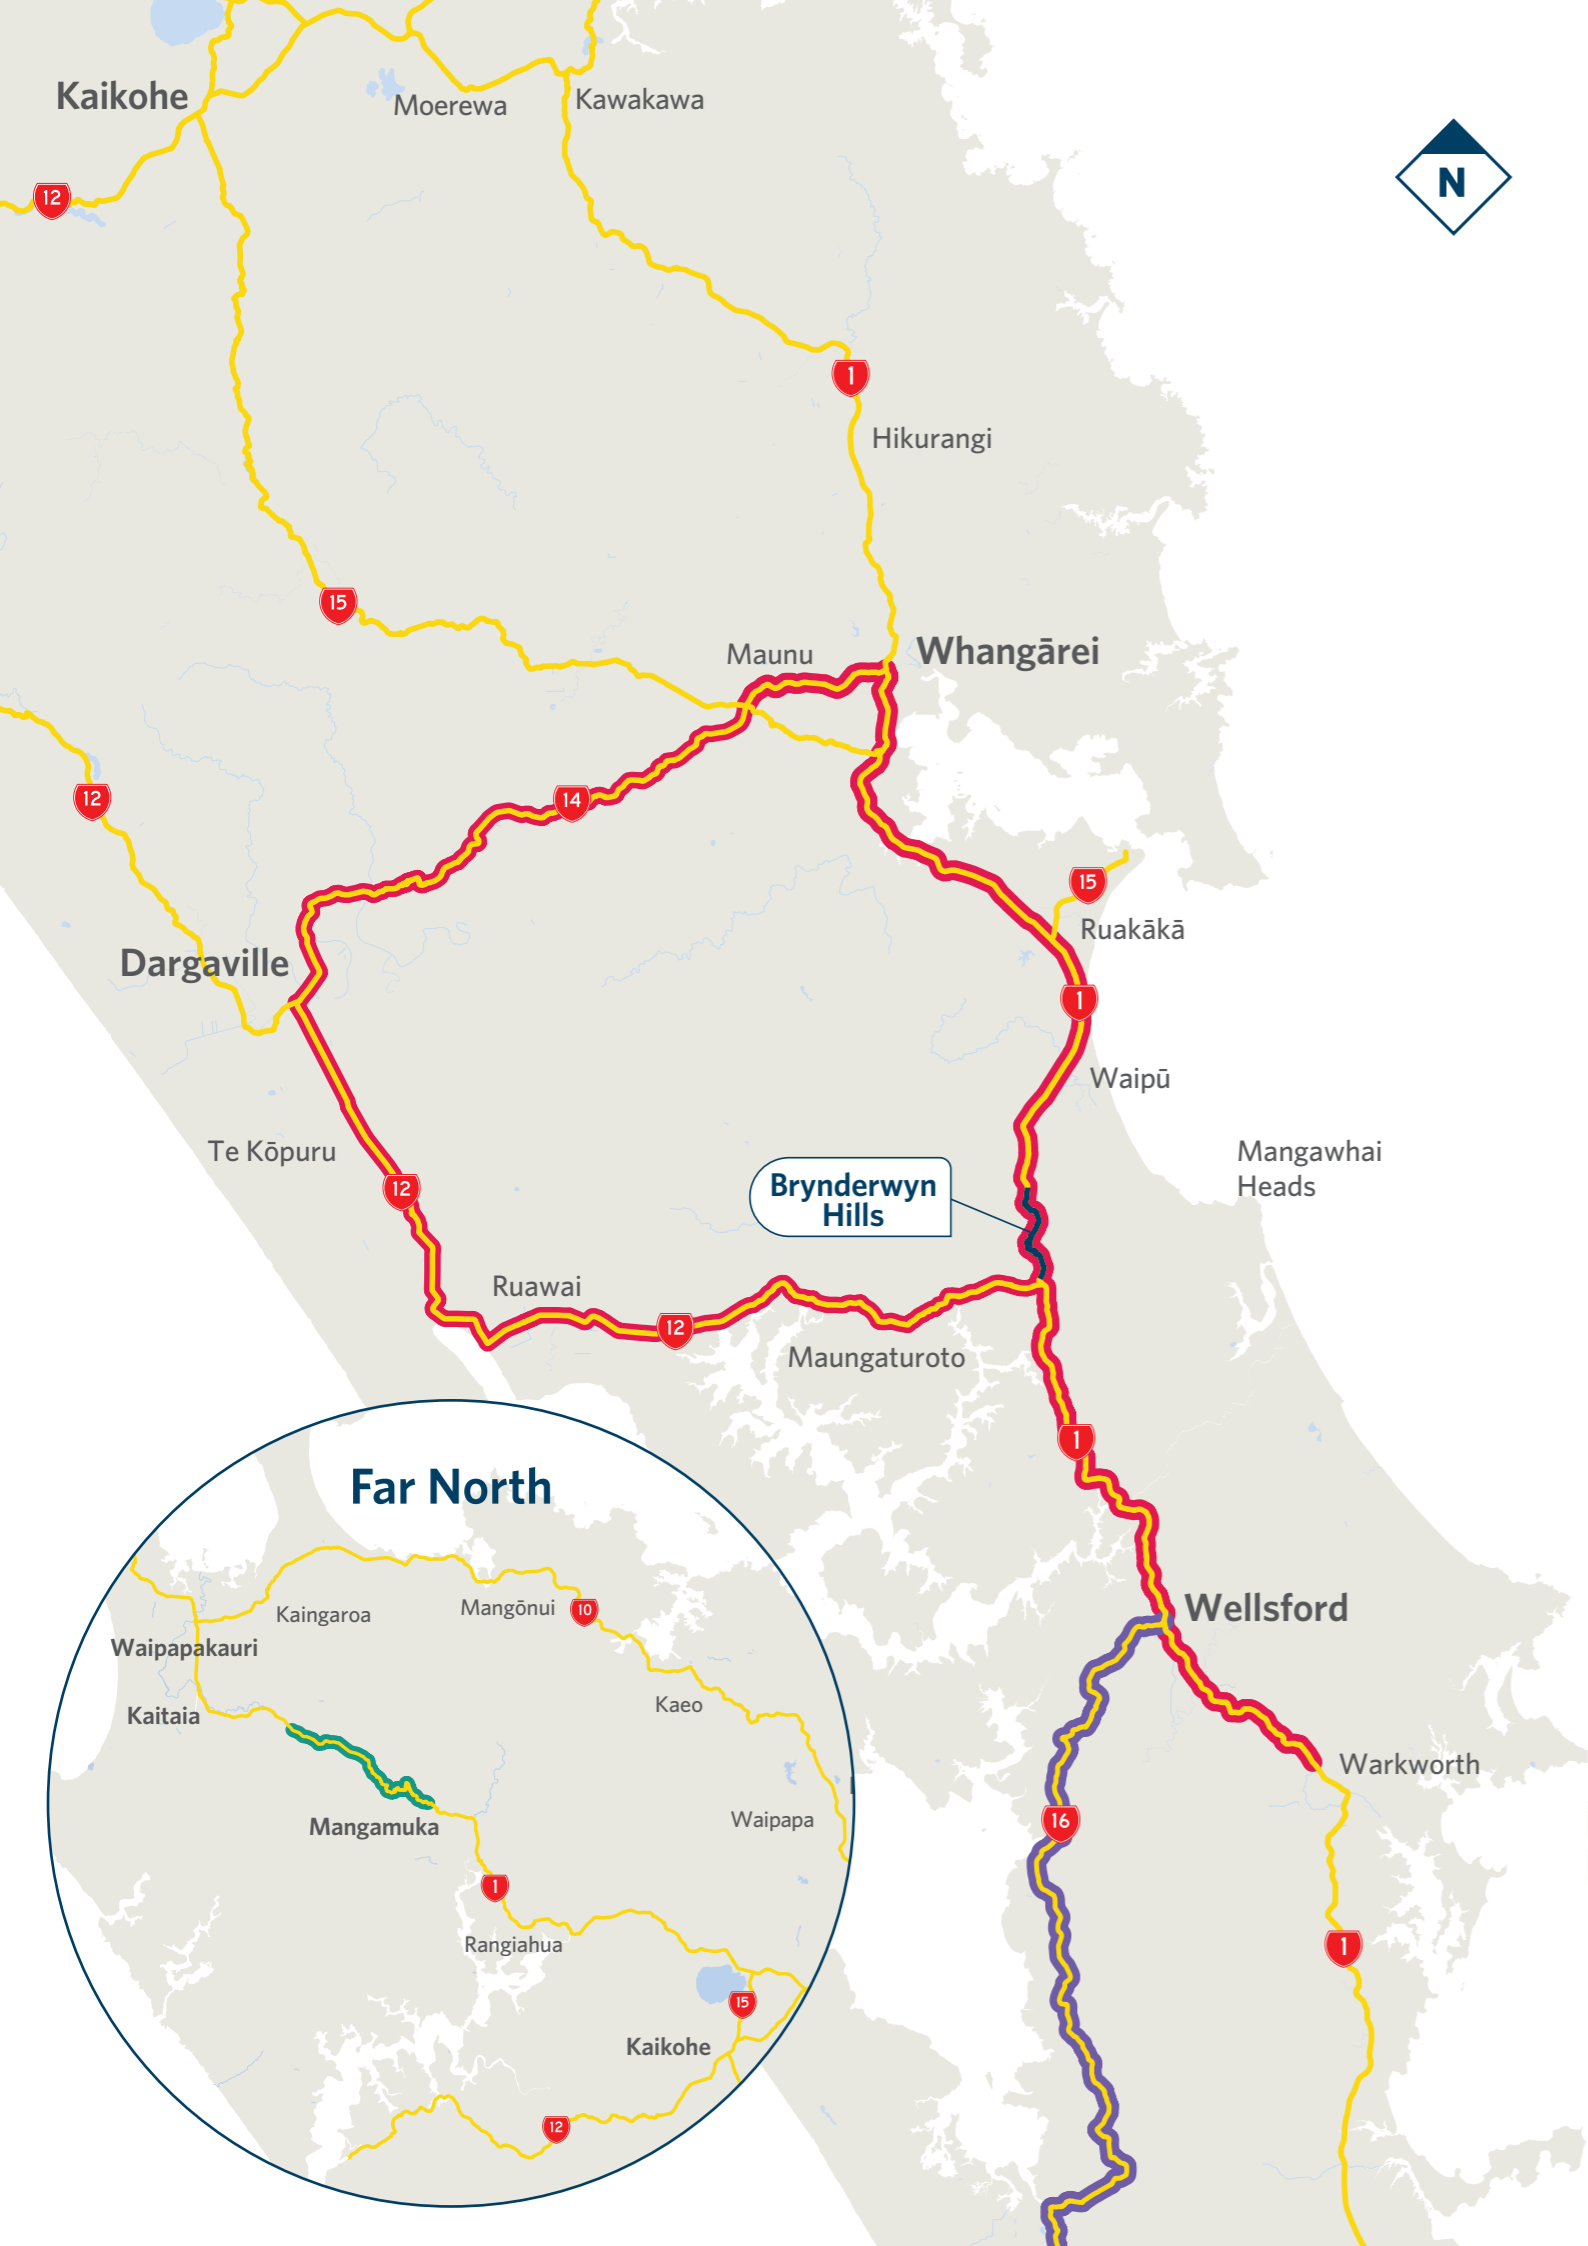 Kaikohe
Moerewa
Kawakawa
N
12
1
Hikurangi
15
Maunu
Whangārei
12
14
15
Ruakākā
Dargaville
1
Waipū
Te Kōpuru
12
Brynderwyn
Hills
Mangawhai
Heads
Ruawai
12
Maungaturoto
1
Far North
Kaingaroa
Mangōnui
10
Wellsford
Waipapakauri
Kaeo
Kaitaia
Warkworth
Mangamuka
Waipapa
16
1
Rangiahua
1
15
Kaikohe
12